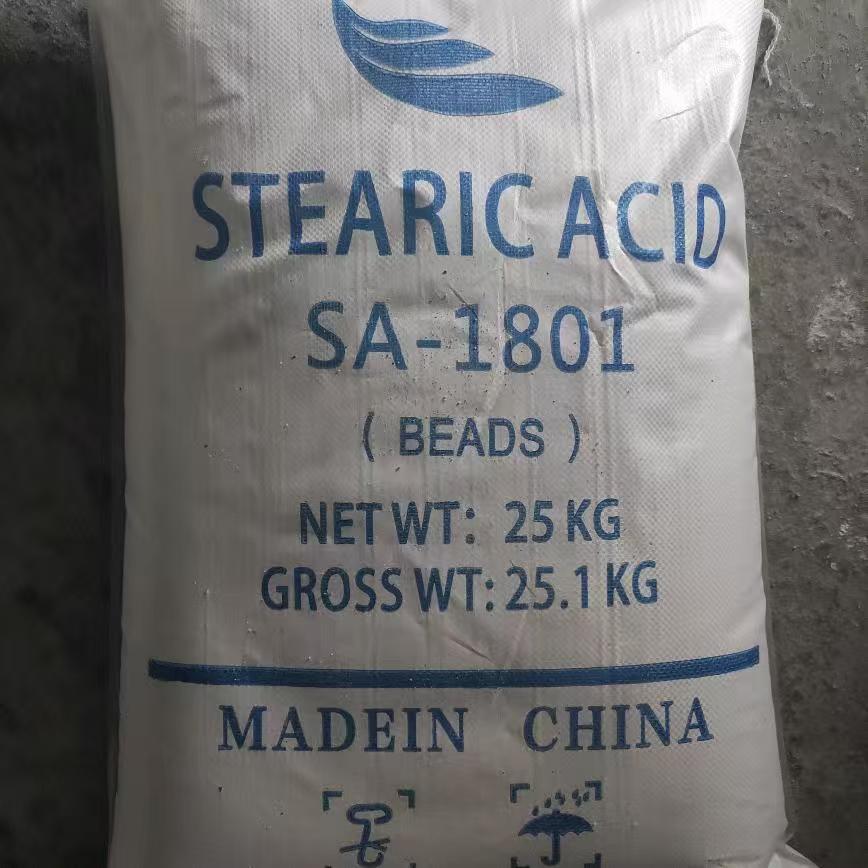 STEARIC ACID
SA-1801
( BEADS )
NET WT: 25 KG
GROSS WT: 25.1 KG
MADEIN CHINA